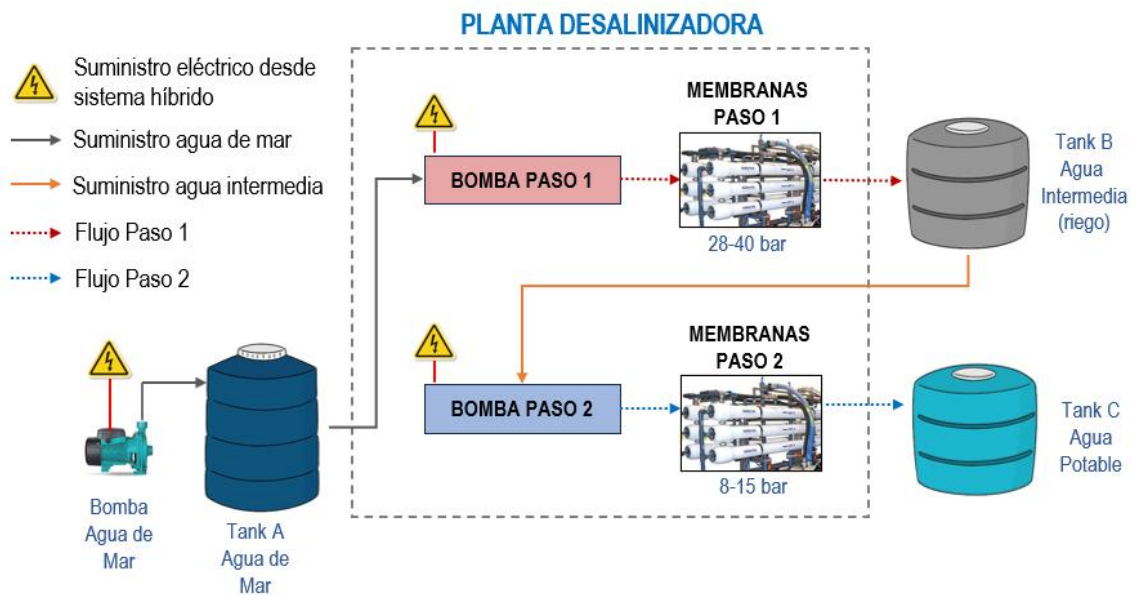 PLANTA DESALINIZADORA
Suministro eléctrico desde
sistema híbrido
Suministro agua de mar
Suministro agua intermedia
Flujo Paso 1
Flujo Paso 2
BOMBA PASO 1
MEMBRANAS
PASO 1
28-40 bar
Tank B
Agua
Intermedia
(riego)
BOMBA PASO 2
MEMBRANAS
PASO 2
8-15 bar
Tank C
Agua
Potable
Bomba
Agua de
Mar
Tank A
Agua de
Mar